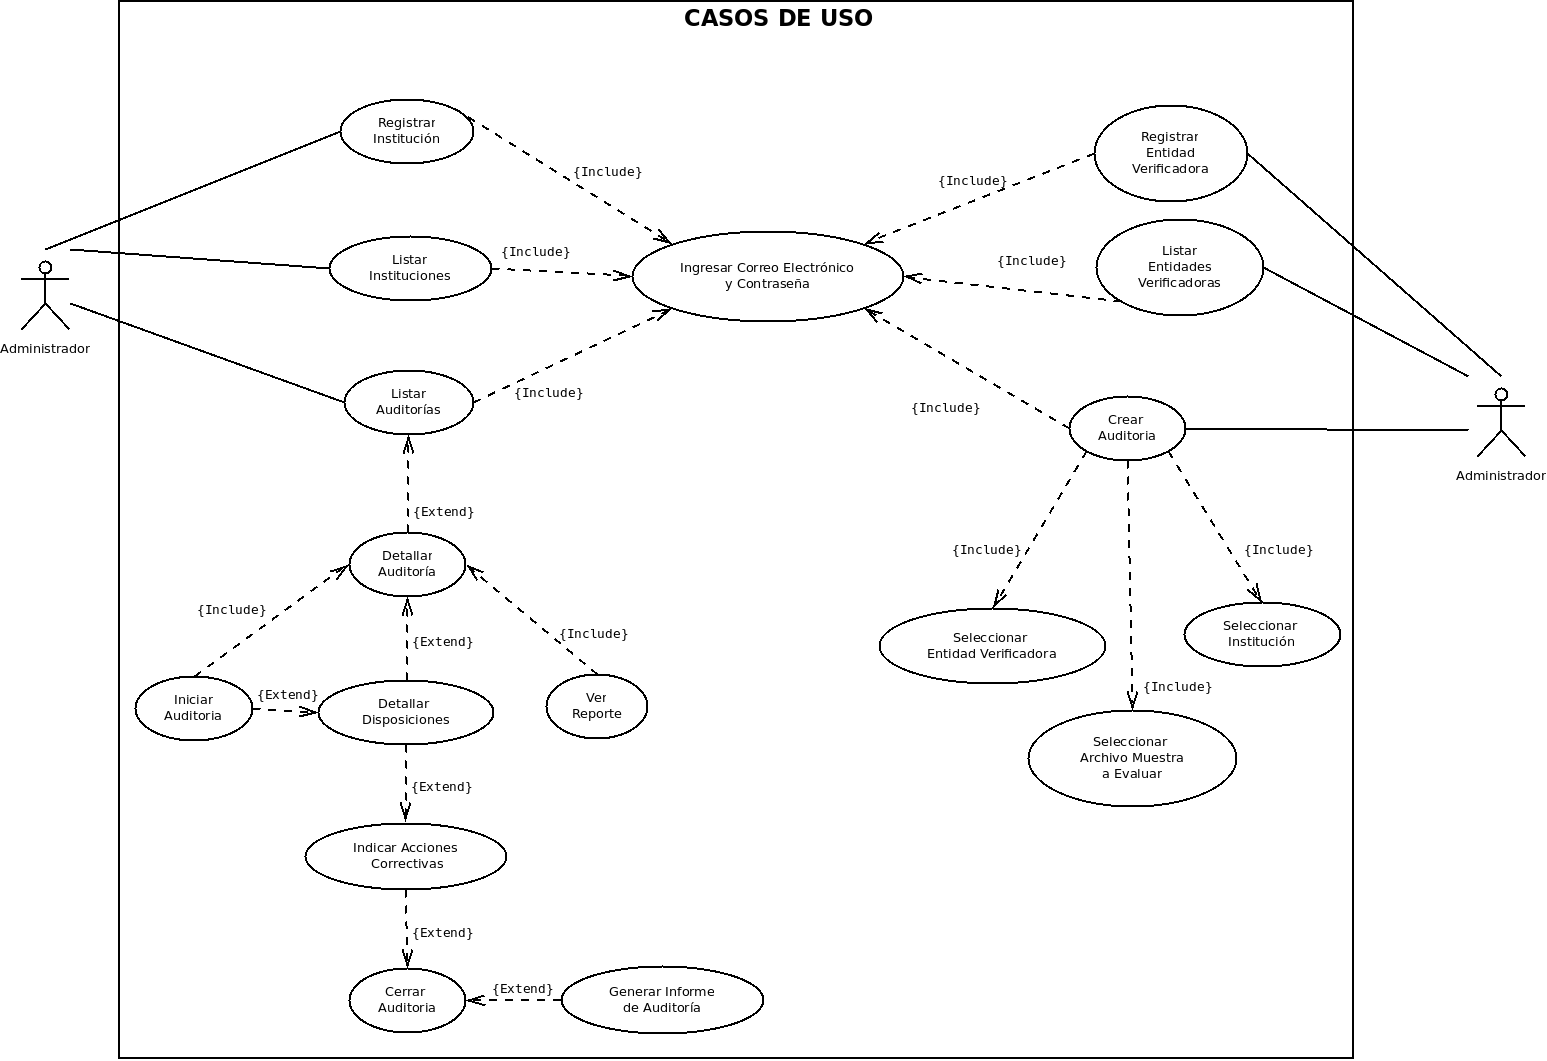 CASOS DE USO
Registrar
Institución
{Include}
Registrar
Entidad
Verificadora
{Include}
Listar
Instituciones
{Include}
Ingresar Correo Electrónico
y Contraseña
{Include}
Listar
Entidades
Verificadoras
Administrador
Listar
Auditorías
{Include}
{Include}
Crear
Auditoria
Administrador
{Extend}
Detallar
Auditoría
{Include}
{Include}
{Include}
{Extend}
{Include}
Seleccionar
Entidad Verificadora
Seleccionar
Institución
Iniciar
Auditoria
{Extend}
Detallar
Disposiciones
Ver
Reporte
{Include}
Seleccionar
Archivo Muestra
a Evaluar
{Extend}
Indicar Acciones
Correctivas
{Extend}
Cerrar
Auditoria
{Extend}
Generar Informe
de Auditoría